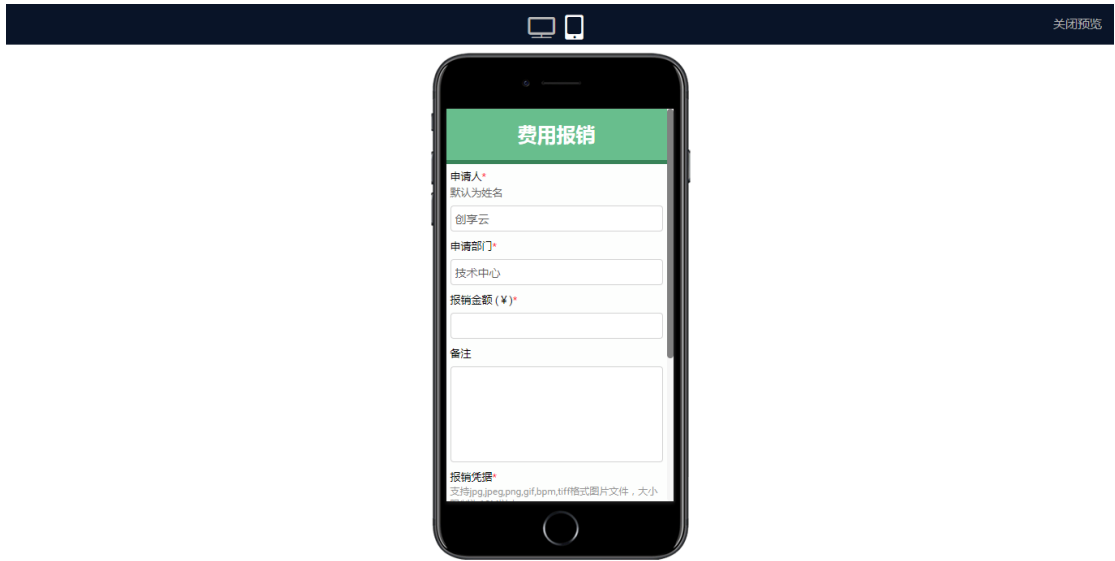 关闭预览
费用报销
申请人*
默认为姓名
创享云
申请部门*
技术中心
报销金额 (¥)*
备注
报销凭据*
支持jpg,jpeg,png,gif,bpm,tiff格式图片文件，大小